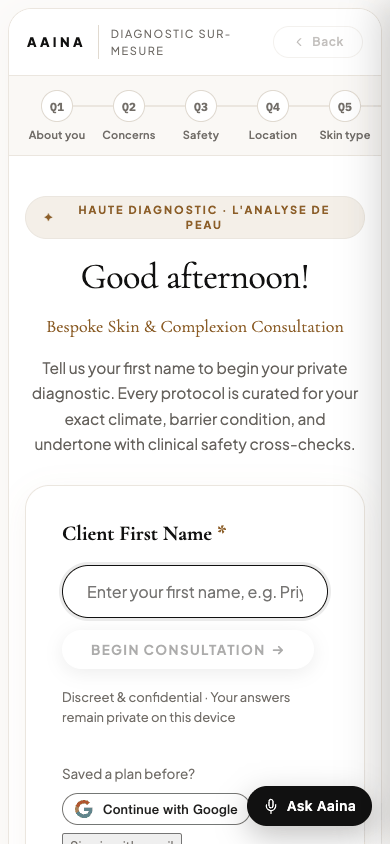 AAINA
DIAGNOSTIC SUR-
MESURE
Back
Q1
Q2
Q3
Q4
Q5
About you
Concerns
Safety
Location
Skin type
HAUTE DIAGNOSTIC · L'ANALYSE DE
PEAU
Good afternoon!
Bespoke Skin & Complexion Consultation
Tell us your first name to begin your private
diagnostic. Every protocol is curated for your
exact climate, barrier condition, and
undertone with clinical safety cross-checks.
Client First Name *
Enter your first name, e.g.
BEGIN CONSULTATION →
Discreet & confidential · Your answers
remain private on this device
Saved a plan before?
Continue with Google
Ask Aaina